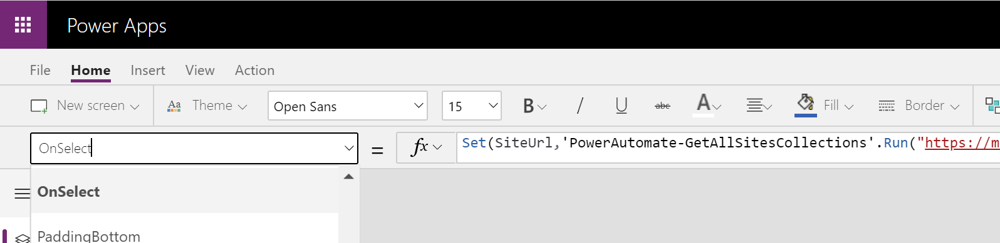 Power Apps
File Home Insert View Action
New screen Aa Theme Open Sans 15 B / U abc A Fill Border
OnSelect = fx Set(SiteUrl,'PowerAutomate-GetAllSitesCollections'.Run("https://m
OnSelect
PaddingBottom